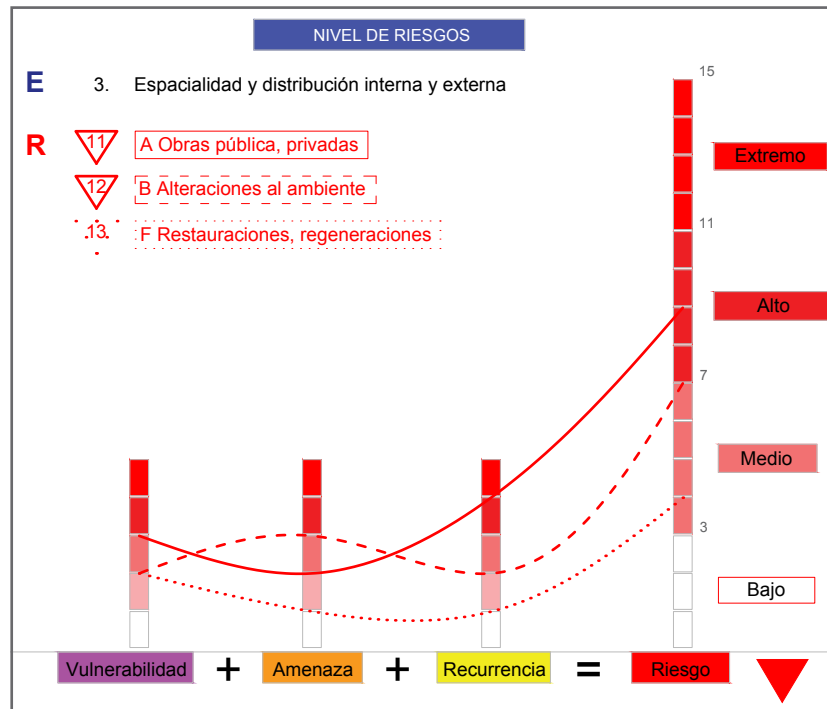 NIVEL DE RIESGOS
E 3. Espacialidad y distribución interna y externa
R 11 A Obras pública, privadas
12 B Alteraciones al ambiente
13 F Restauraciones, regeneraciones
15
Extremo
11
Alto
7
Medio
3
Bajo
Vulnerabilidad + Amenaza + Recurrencia = Riesgo